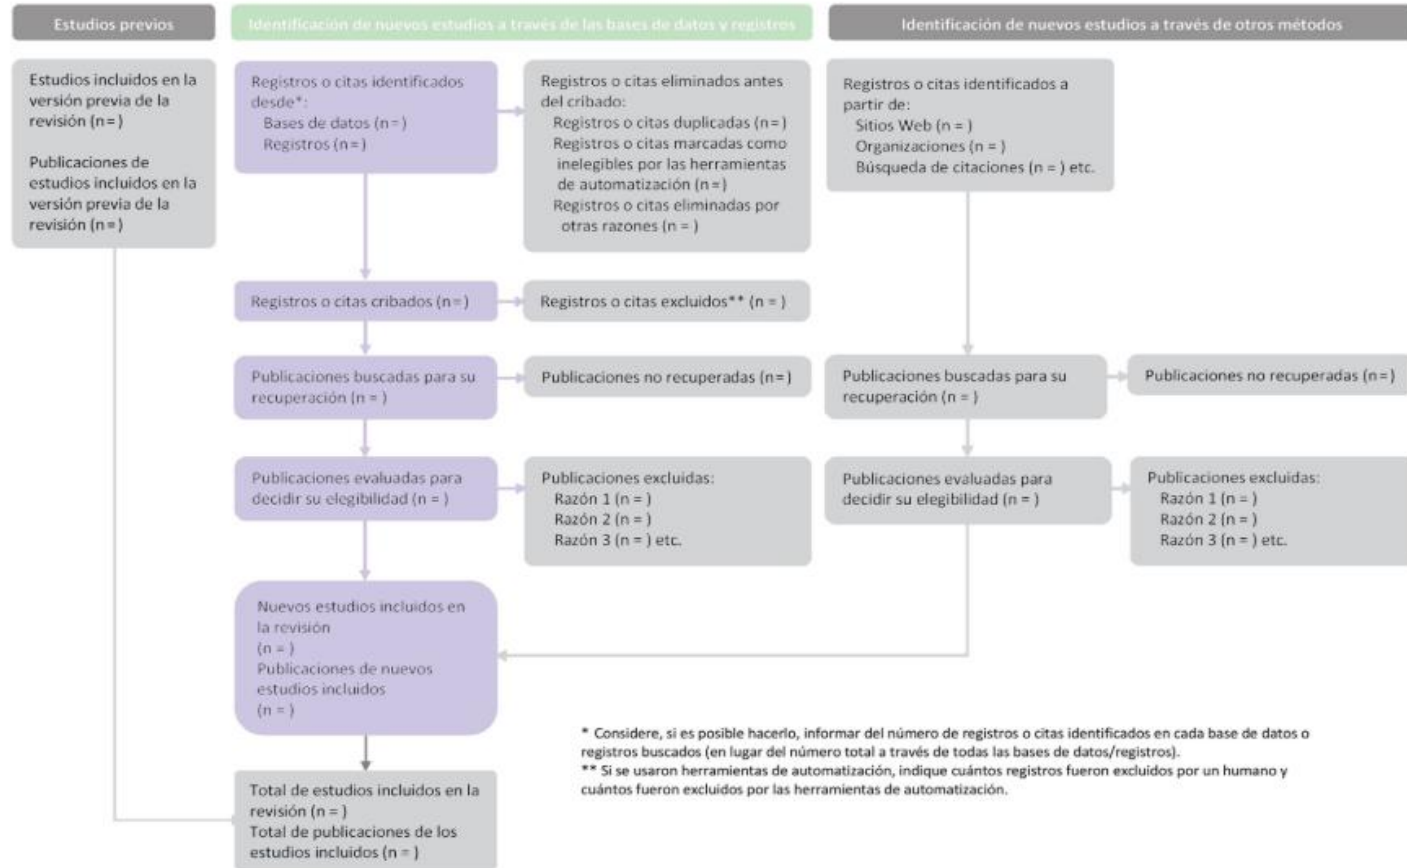 Estudios previos
Identificación de nuevos estudios a través de las bases de datos y registros
Identificación de nuevos estudios a través de otros métodos
Estudios incluidos en la
versión previa de la
revisión (n= )
Publicaciones de
estudios incluidos en la
versión previa de la
revisión (n= )
Registros o citas identificados
desde*:
Bases de datos (n= )
Registros (n= )
Registros o citas eliminados antes
del cribado:
Registros o citas duplicadas (n= )
Registros o citas marcadas como
inelegibles por las herramientas
de automatización (n= )
Registros o citas eliminadas por
otras razones (n = )
Registros o citas identificados a
partir de:
Sitios Web (n = )
Organizaciones (n = )
Búsqueda de citaciones (n = ) etc.
Registros o citas cribados (n= )
Registros o citas excluidos** (n = )
Publicaciones buscadas para su
recuperación (n = )
Publicaciones no recuperadas (n= )
Publicaciones buscadas para su
recuperación (n = )
Publicaciones no recuperadas (n= )
Publicaciones evaluadas para
decidir su elegibilidad (n = )
Publicaciones excluidas:
Razón 1 (n = )
Razón 2 (n = )
Razón 3 (n = ) etc.
Publicaciones evaluadas para
decidir su elegibilidad (n = )
Publicaciones excluidas:
Razón 1 (n = )
Razón 2 (n = )
Razón 3 (n = ) etc.
Nuevos estudios incluidos en
la revisión
(n = )
Publicaciones de nuevos
estudios incluidos
(n = )
Total de estudios incluidos en la
revisión (n = )
Total de publicaciones de los
estudios incluidos (n = )
* Considere, si es posible hacerlo, informar del número de registros o citas identificados en cada base de datos o
registros buscados (en lugar del número total a través de todas las bases de datos/registros).
** Si se usaron herramientas de automatización, indique cuántos registros fueron excluidos por un humano y
cuántos fueron excluidos por las herramientas de automatización.